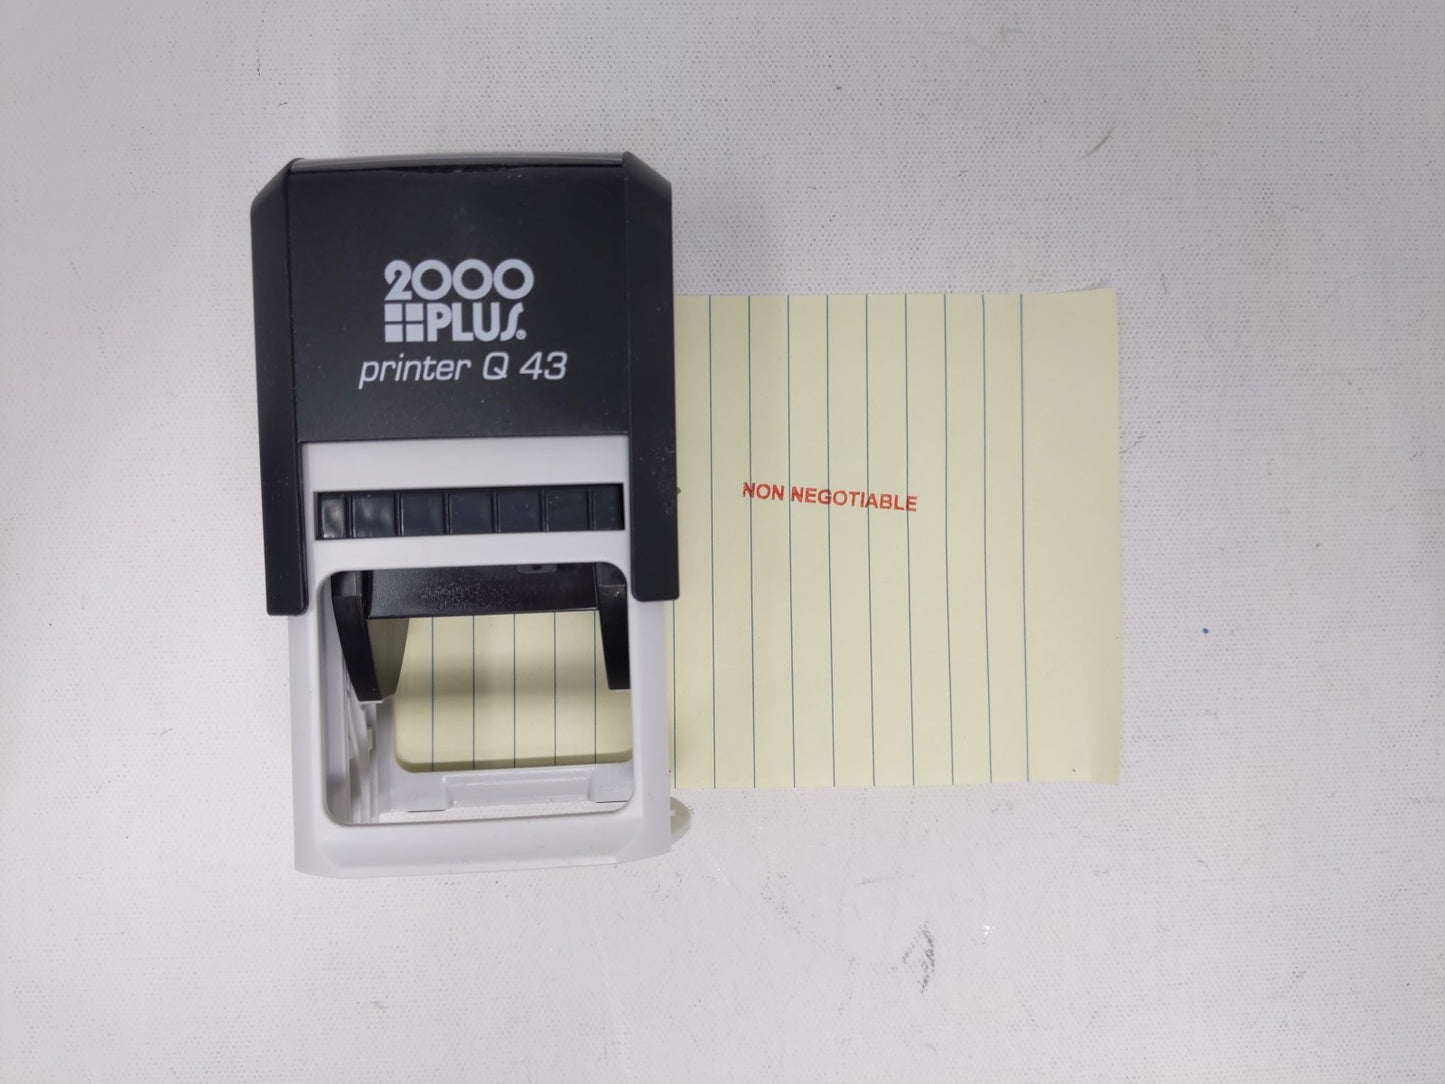 2000
PLUS®
printer Q 43
NON NEGOTIABLE